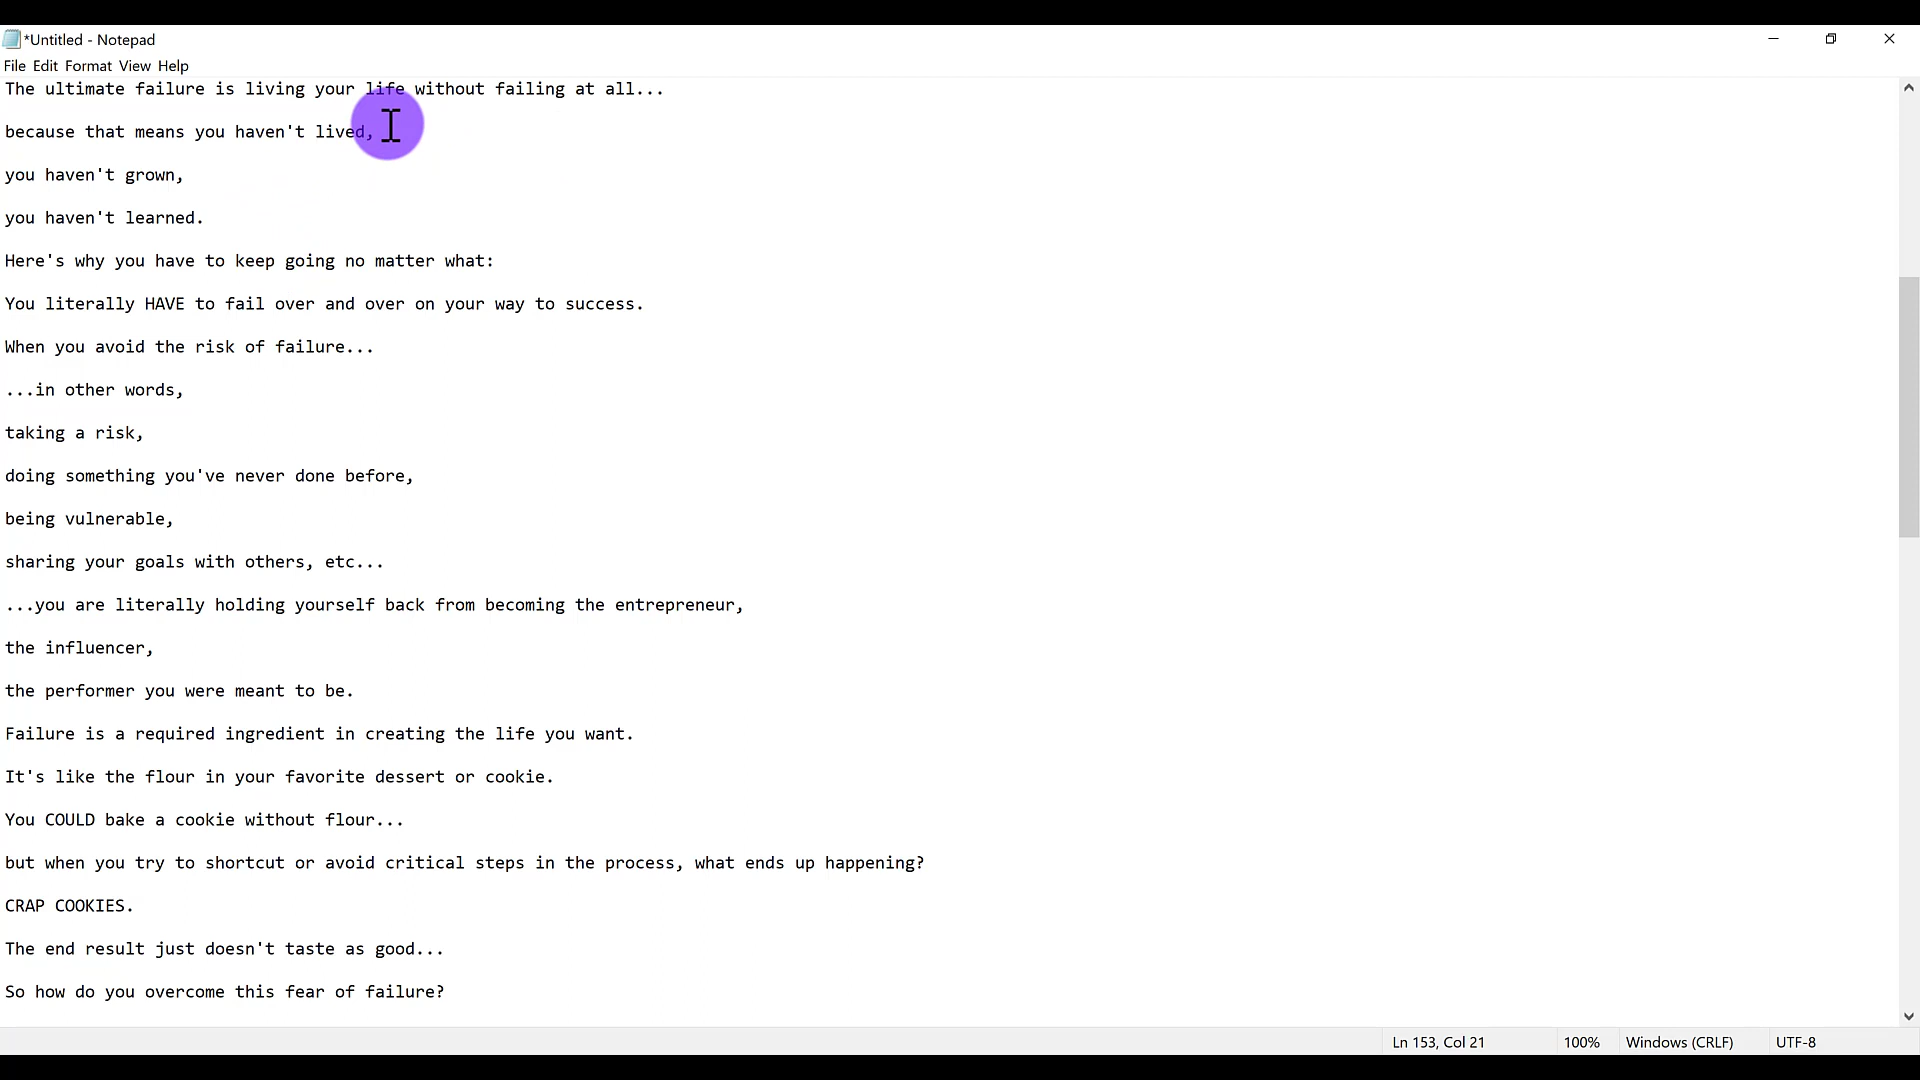 *Untitled - Notepad
File Edit Format View Help
The ultimate failure is living your life without failing at all...
because that means you haven't lived,
you haven't grown,
you haven't learned.
Here's why you have to keep going no matter what:
You literally HAVE to fail over and over on your way to success.
When you avoid the risk of failure...
...in other words,
taking a risk,
doing something you've never done before,
being vulnerable,
sharing your goals with others, etc...
...you are literally holding yourself back from becoming the entrepreneur,
the influencer,
the performer you were meant to be.
Failure is a required ingredient in creating the life you want.
It's like the flour in your favorite dessert or cookie.
You COULD bake a cookie without flour...
but when you try to shortcut or avoid critical steps in the process, what ends up happening?
CRAP COOKIES.
The end result just doesn't taste as good...
So how do you overcome this fear of failure?
Ln 153, Col 21 100% Windows (CRLF) UTF-8